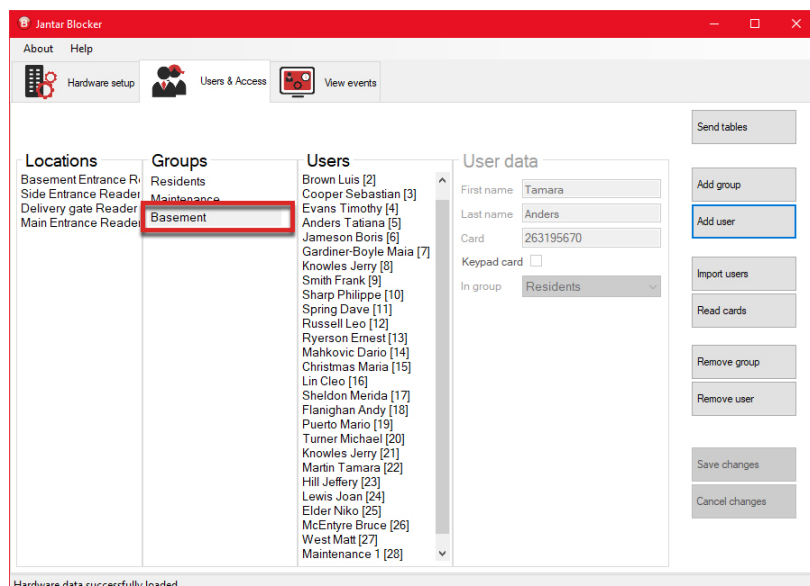 Jantar Blocker
About Help
Hardware setup
Users & Access
View events
Send tables
Locations
Basement Entrance R
Side Entrance Reader
Delivery gate Reader
Main Entrance Reader
Groups
Residents
Maintenance
Basement
Users
Brown Luis [2]
Cooper Sebastian [3]
Evans Timothy [4]
Anders Tatiana [5]
Jameson Boris [6]
Gardiner-Boyle Maia [7]
Knowles Jerry [8]
Smith Frank [9]
Sharp Philippe [10]
Spring Dave [11]
Russell Leo [12]
Ryerson Ernest [13]
Mahkovic Dario [14]
Christmas Maria [15]
Lin Cleo [16]
Sheldon Merida [17]
Flanighan Andy [18]
Puerto Mario [19]
Turner Michael [20]
Knowles Jerry [21]
Martin Tamara [22]
Hill Jeffery [23]
Lewis Joan [24]
Elder Niko [25]
McEntyre Bruce [26]
West Matt [27]
Maintenance 1 [28]
User data
First name Tamara
Last name Anders
Card 263195670
Keypad card
In group Residents
Add group
Add user
Import users
Read cards
Remove group
Remove user
Save changes
Cancel changes
Hardware data successfully loaded